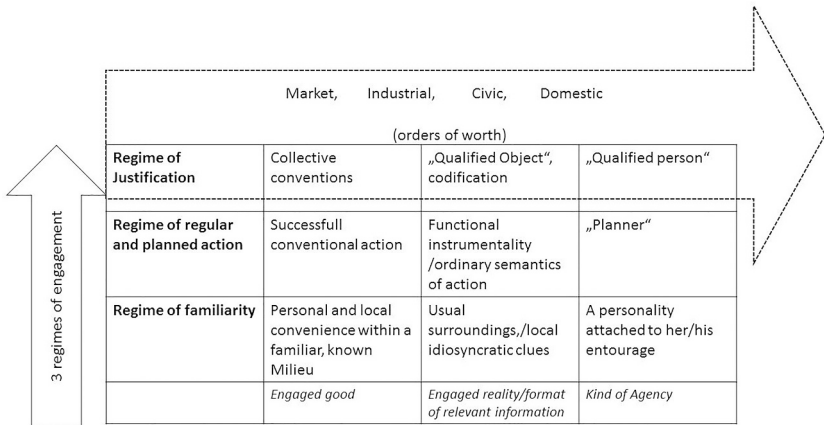 Market, Industrial, Civic, Domestic
(orders of worth)
3 regimes of engagement
Regime of
Justification
Collective
conventions
„Qualified Object“,
codification
„Qualified person“
Regime of regular
and planned action
Successfull
conventional action
Functional
instrumentality
/ordinary semantics
of action
„Planner“
Regime of familiarity
Personal and local
convenience within a
familiar, known
Milieu
Usual
surroundings,/local
idiosyncratic clues
A personality
attached to her/his
entourage
Engaged good
Engaged reality/format
of relevant information
Kind of Agency